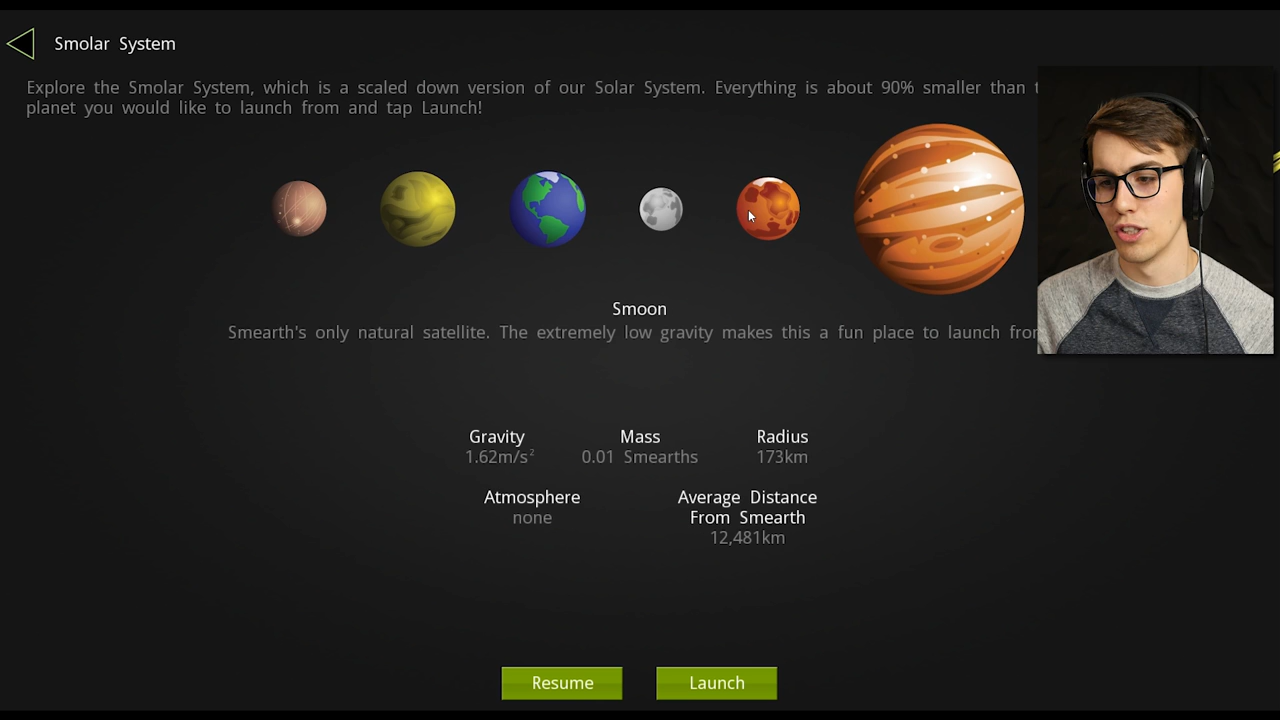 Smolar System
Explore the Smolar System, which is a scaled down version of our Solar System. Everything is about 90% smaller than
planet you would like to launch from and tap Launch!
Smoon
Smearth's only natural satellite. The extremely low gravity makes this a fun place to launch from
Gravity Mass Radius
1.62m/s² 0.01 Smearths 173km
Atmosphere Average Distance
From Smearth
none
12,481km
Resume Launch